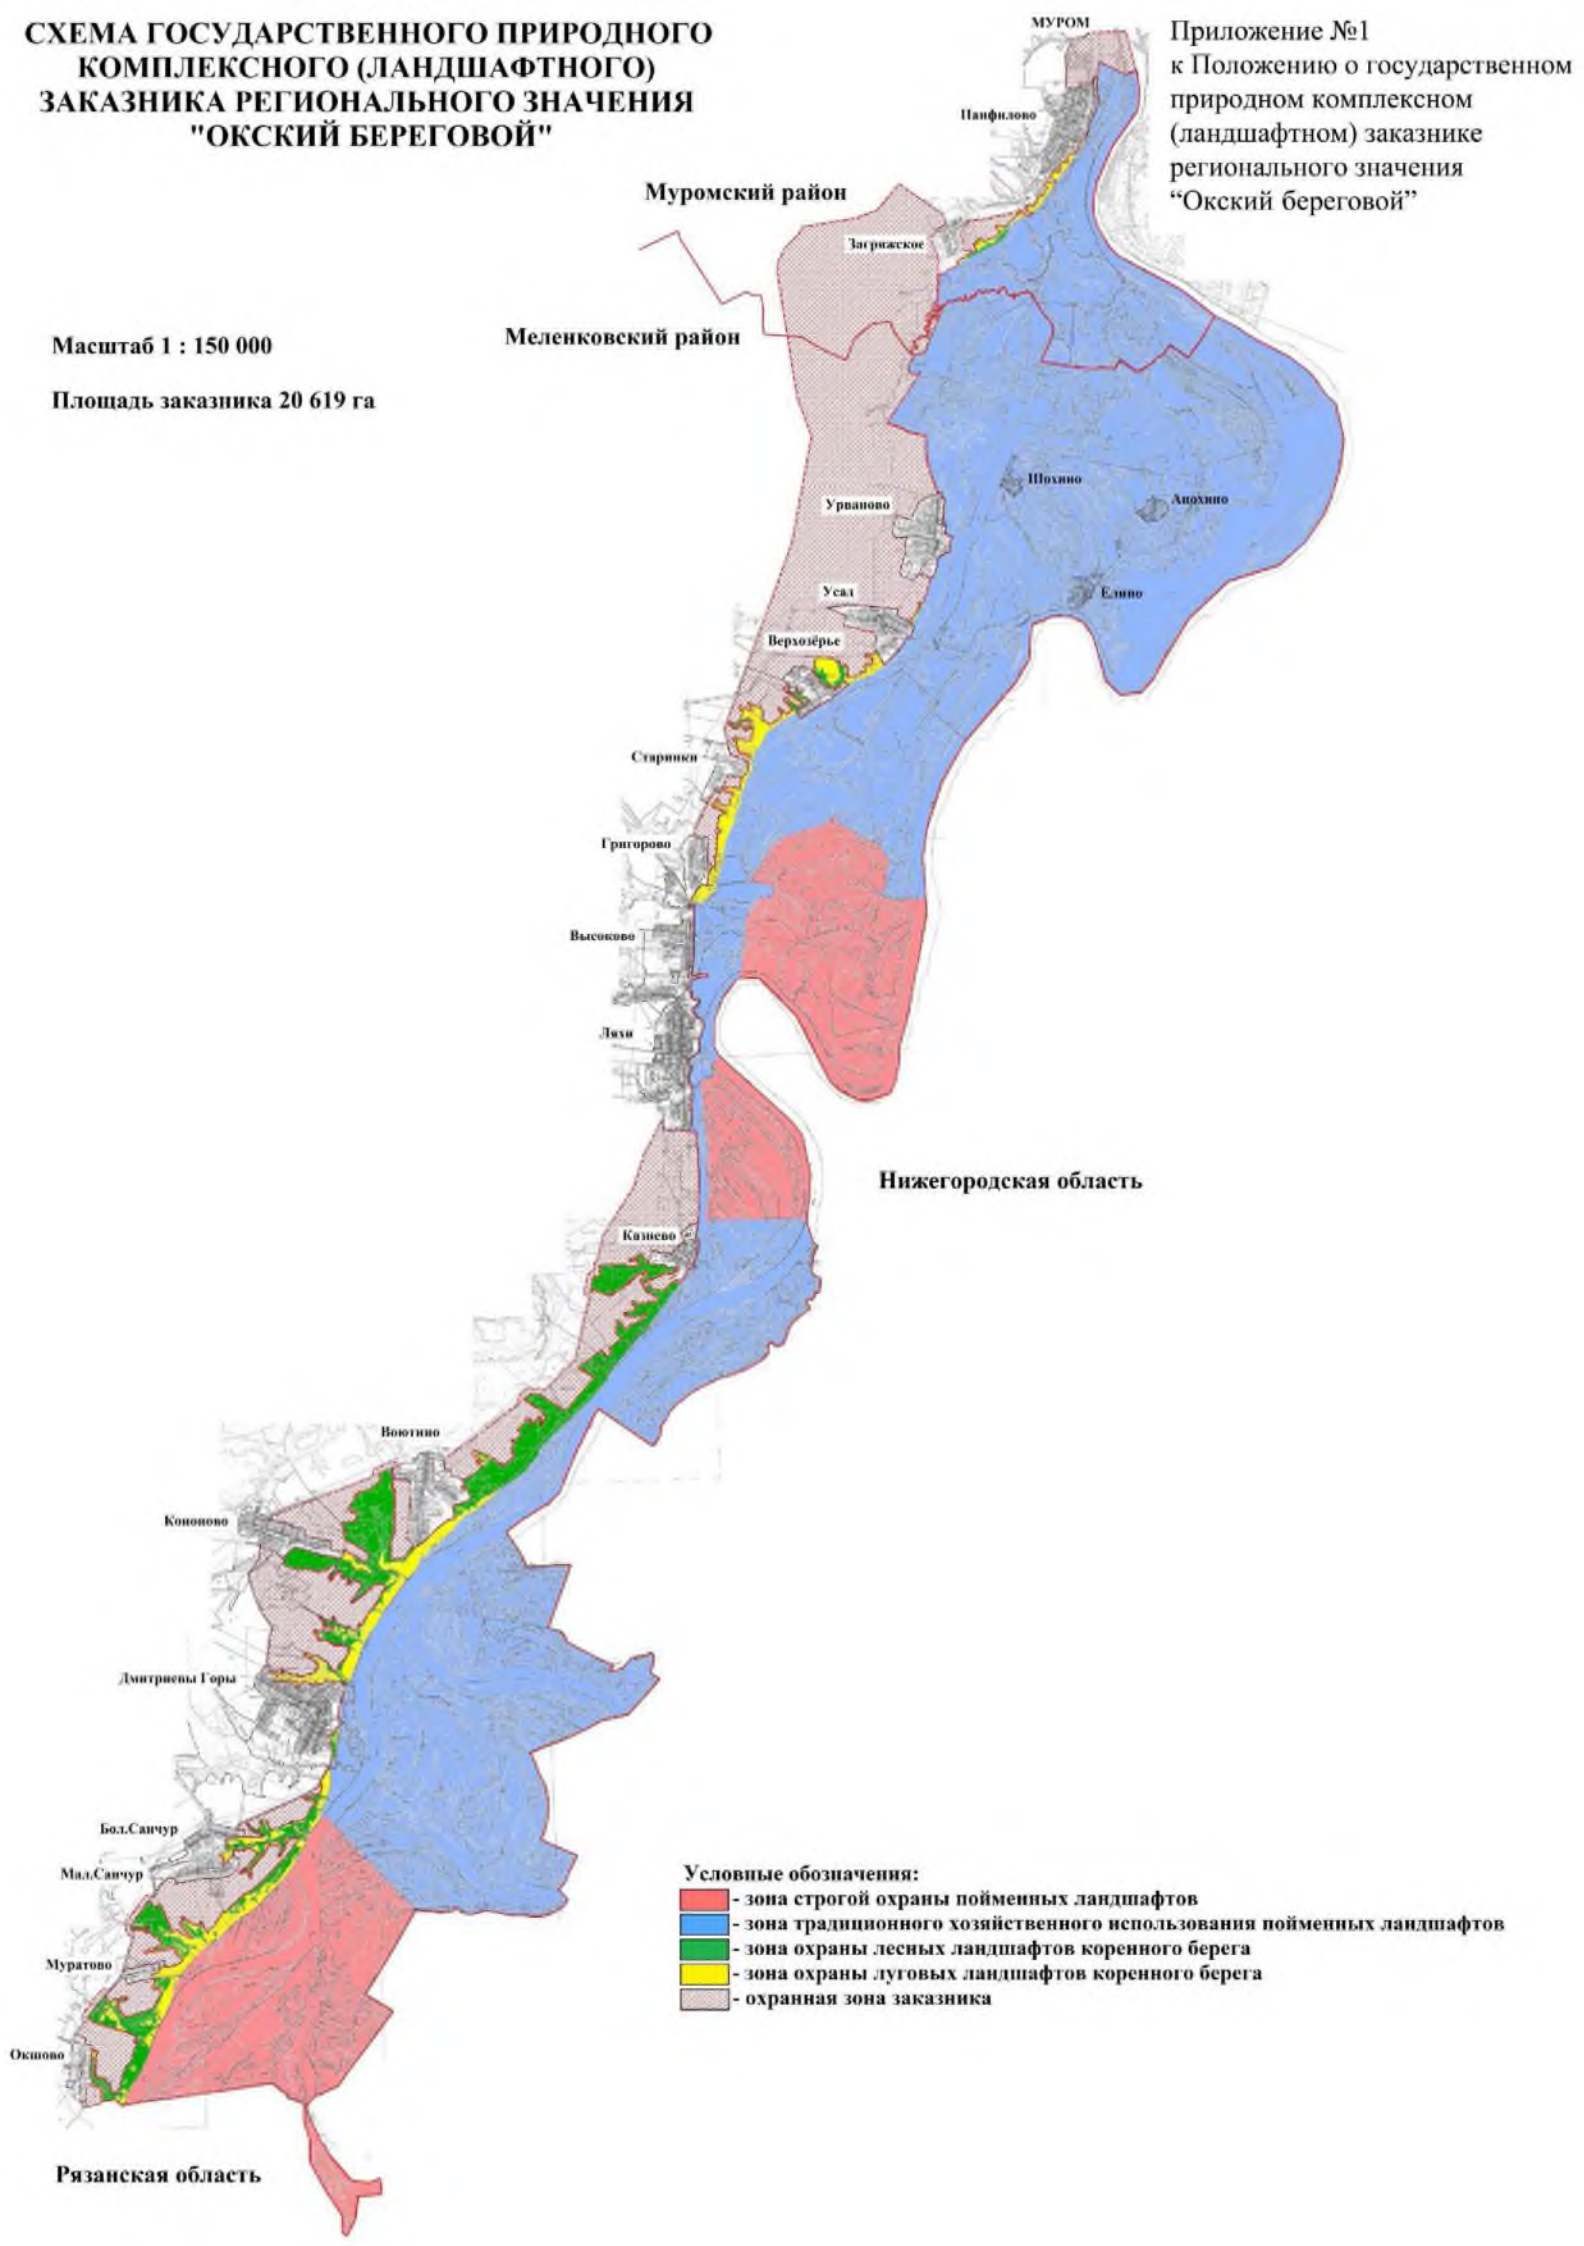 СХЕМА ГОСУДАРСТВЕННОГО ПРИРОДНОГО
КОМПЛЕКСНОГО (ЛАНДШАФТНОГО)
ЗАКАЗНИКА РЕГИОНАЛЬНОГО ЗНАЧЕНИЯ
"ОКСКИЙ БЕРЕГОВОЙ"
Приложение №1
к Положению о государственном
природном комплексном
(ландшафтном) заказнике
регионального значения
“Окский береговой”
МУРОМ
Панфилово
Муромский район
Загряжское
Меленковский район
Масштаб 1 : 150 000
Площадь заказника 20 619 га
Шохино
Анохино
Урваново
Усад
Елино
Верхозёрье
Старинки
Григорово
Высоково
Ляхи
Нижегородская область
Казнево
Воютино
Кононово
Дмитриевы Горы
Бол.Санчур
Мал.Санчур
Муратово
Окшово
Рязанская область
Условные обозначения:
- зона строгой охраны пойменных ландшафтов
- зона традиционного хозяйственного использования пойменных ландшафтов
- зона охраны лесных ландшафтов коренного берега
- зона охраны луговых ландшафтов коренного берега
- охранная зона заказника